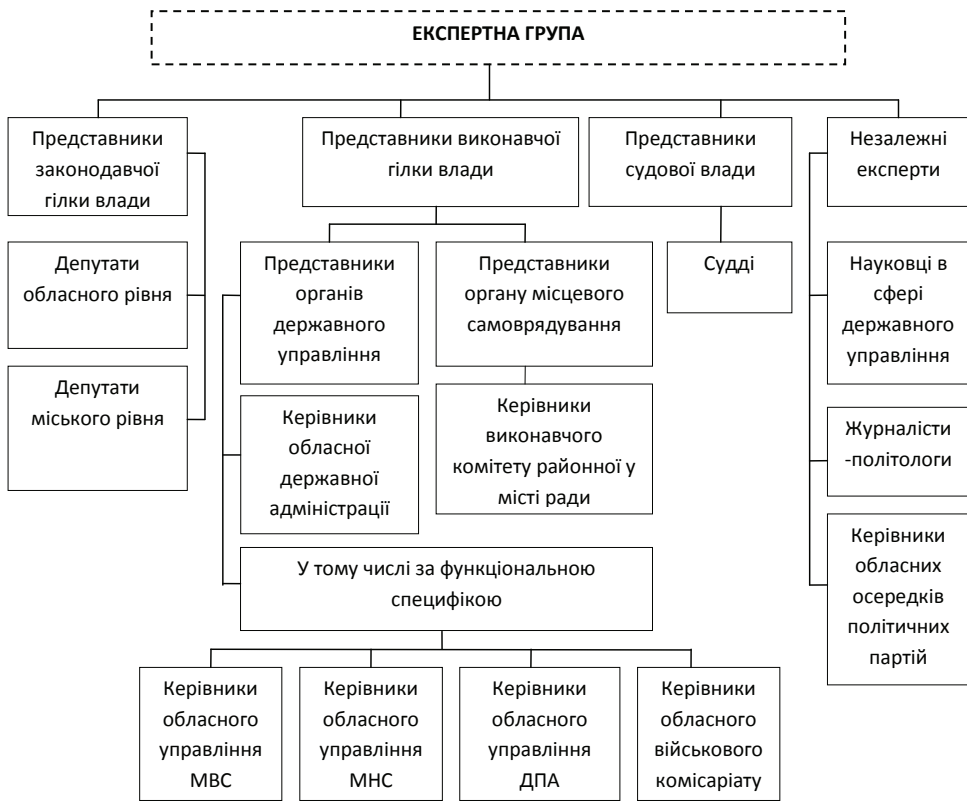 ЕКСПЕРТНА ГРУПА
Представники
законодавчої
гілки влади
Представники виконавчої
гілки влади
Представники
судової влади
Незалежні
експерти
Депутати
обласного рівня
Представники
органів
державного
управління
Представники
органу місцевого
самоврядування
Судді
Науковці в
сфері
державного
управління
Депутати
міського рівня
Керівники
обласної
державної
адміністрації
Керівники
виконавчого
комітету районної у
місті ради
Журналісти
-політологи
Керівники
обласних
осередків
політичних
партій
У тому числі за функціональною
специфікою
Керівники
обласного
управління
МВС
Керівники
обласного
управління
МНС
Керівники
обласного
управління
ДПА
Керівники
обласного
військового
комісаріату